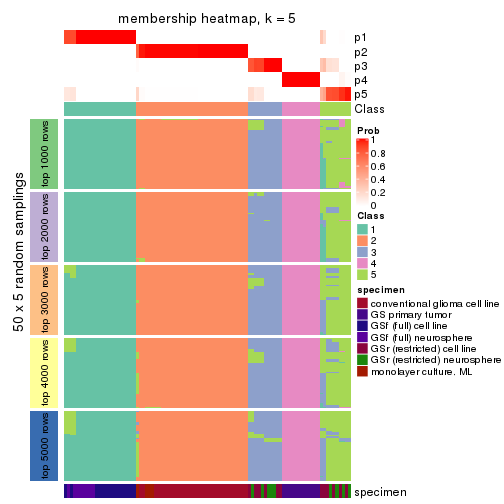 membership heatmap, k = 5
p1
p2
p3
p4
p5
Class
50 x 5 random samplings
top 1000 rows
top 2000 rows
top 3000 rows
top 4000 rows
top 5000 rows
Prob
1
0.8
0.6
0.4
0.2
0
Class
1
2
3
4
5
specimen
conventional glioma cell line
GS primary tumor
GSf (full) cell line
GSf (full) neurosphere
GSr (restricted) cell line
GSr (restricted) neurosphere
monolayer culture. ML
specimen